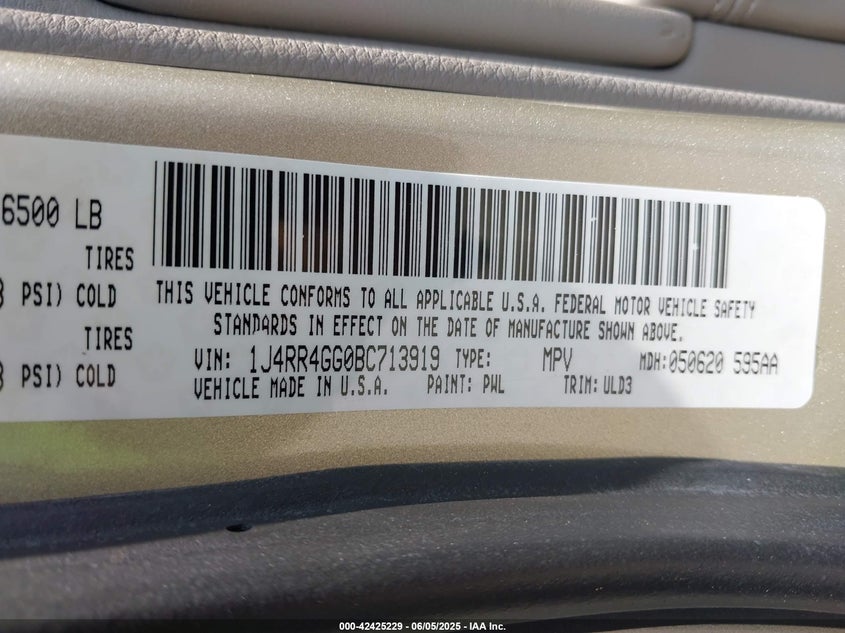 6500 LB
TIRES
PSI) COLD
TIRES
PSI) COLD
THIS VEHICLE CONFORMS TO ALL APPLICABLE U.S.A. FEDERAL MOTOR VEHICLE SAFETY
STANDARDS IN EFFECT ON THE DATE OF MANUFACTURE SHOWN ABOVE.
VIN: 1J4RR4GG0BC713919 TYPE: MPV MDH:050620 595AA
VEHICLE MADE IN U.S.A. PAINT: PWL TRIM: ULD3
000-42425229 - 06/05/2025 - IAA Inc.